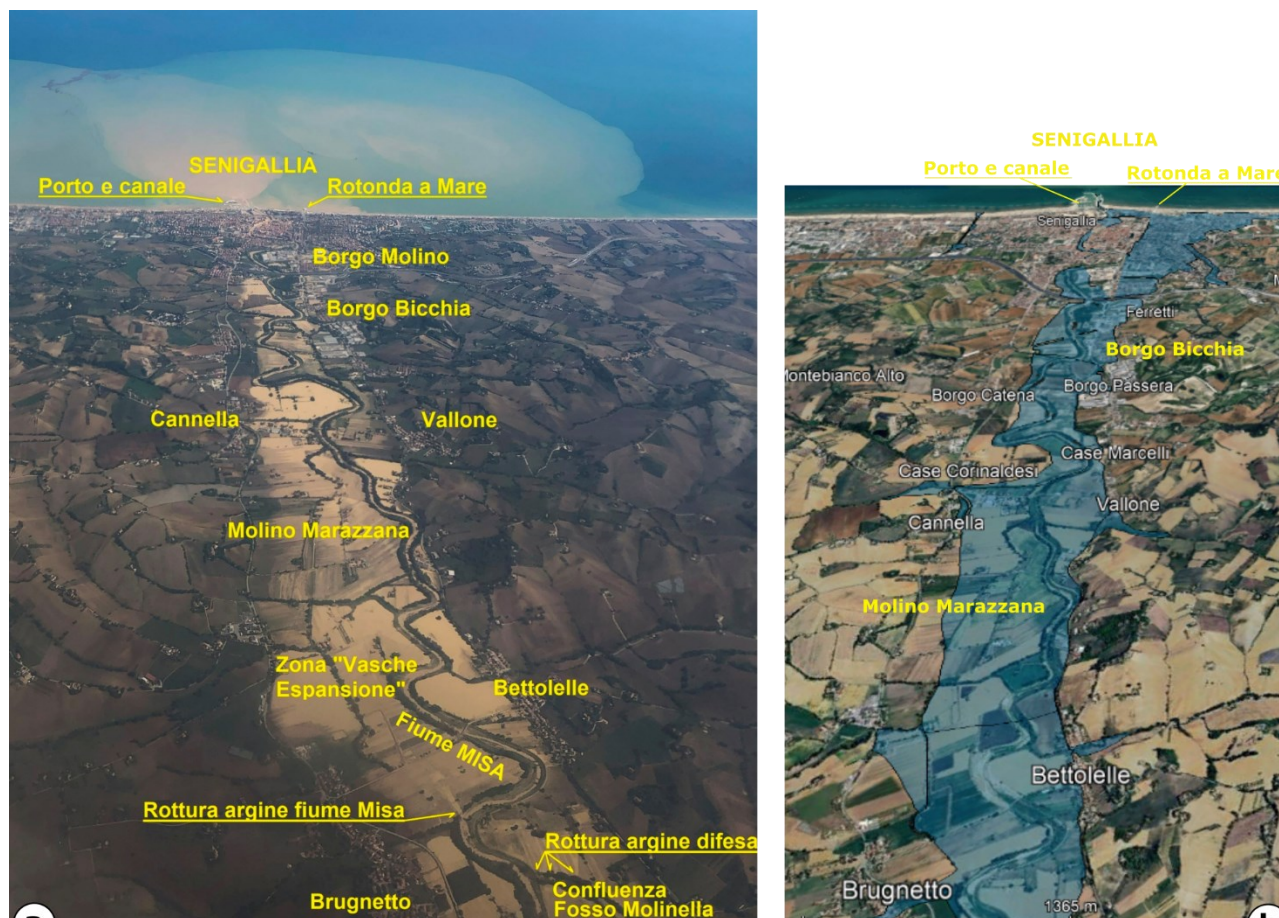 SENIGALLIA
Porto e canale
Rotonda a Mare
Borgo Molino
Borgo Bicchia
Cannella
Vallone
Molino Marazzana
Zona "Vasche
Espansione"
Bettolelle
Fiume MISA
Rottura argine fiume Misa
Rottura argine difesa
Confluenza
Fosso Molinella
Brugnetto
SENIGALLIA
Porto e canale
Rotonda a Mare
Senigallia
Ferretti
Borgo Bicchia
Montebianco Alto
Borgo Passera
Borgo Catena
Case Marcelli
Case Corinaldesi
Vallone
Cannella
Molino Marazzana
Bettolelle
Brugnetto
1365 m